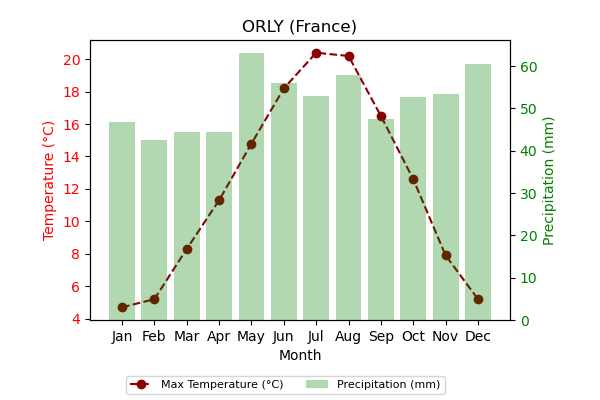 ORLY (France)
Temperature (°C)
20
18
16
14
12
10
8
6
4
60
50
40
30
20
10
0
Precipitation (mm)
Jan Feb Mar Apr May Jun Jul Aug Sep Oct Nov Dec
Month
Max Temperature (°C) Precipitation (mm)